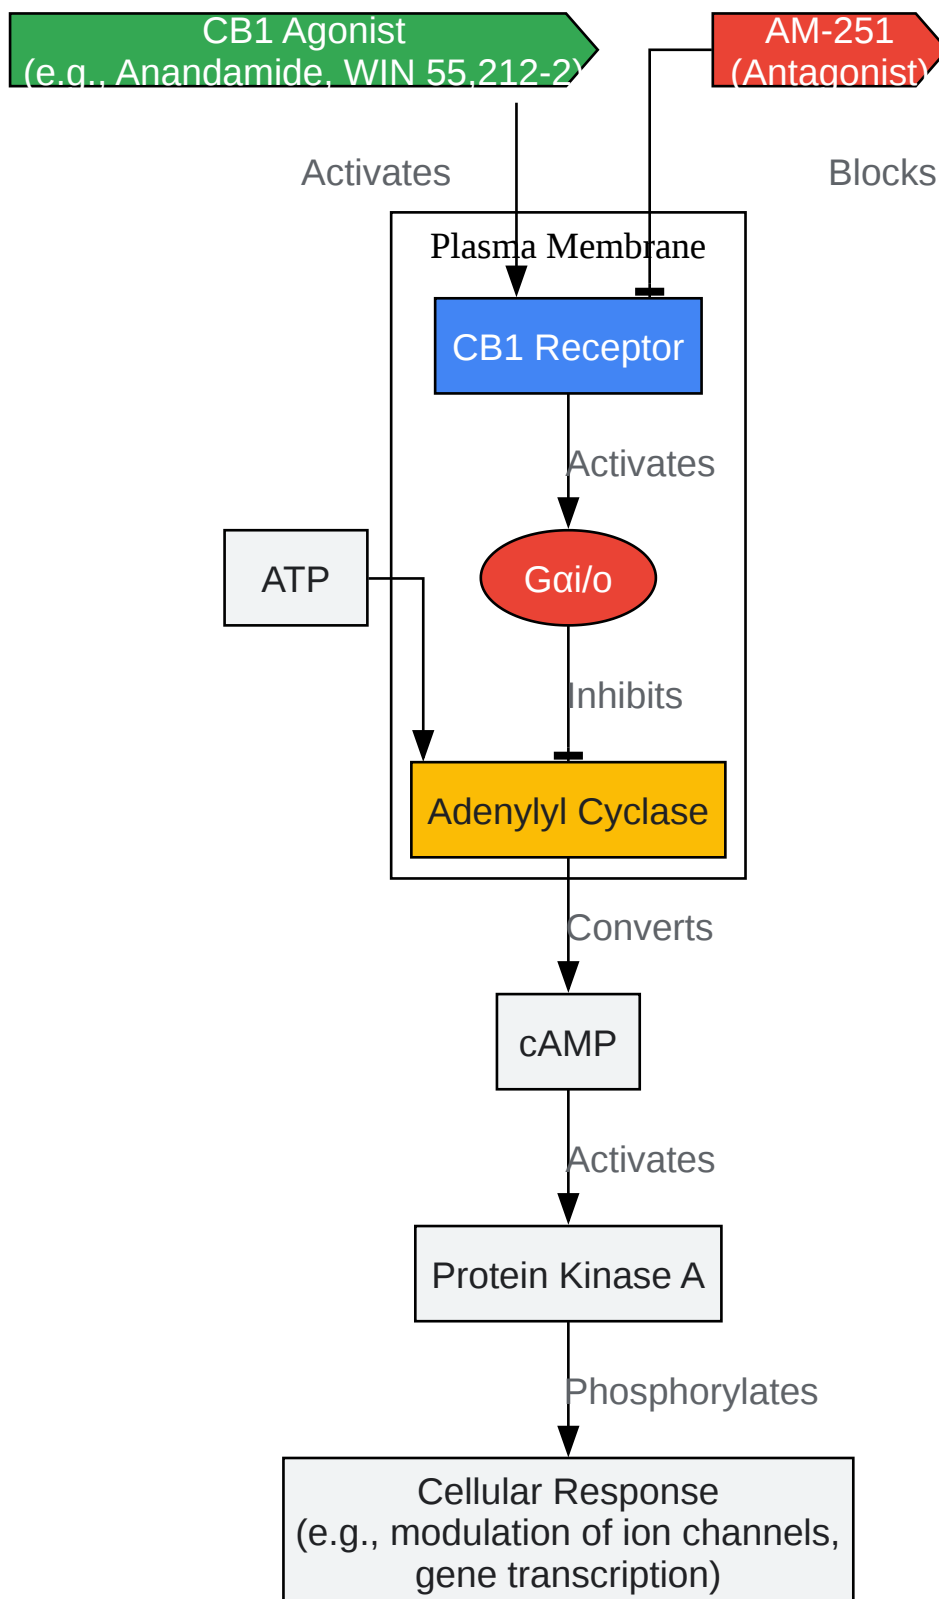 CB1 Agonist
(e.g., Anandamide, WIN 55,212-2)
AM-251
(Antagonist)
Activates
Blocks
Plasma Membrane
CB1 Receptor
Activates
ATP
Gαi/o
Inhibits
Adenylyl Cyclase
Converts
cAMP
Activates
Protein Kinase A
Phosphorylates
Cellular Response
(e.g., modulation of ion channels,
gene transcription)